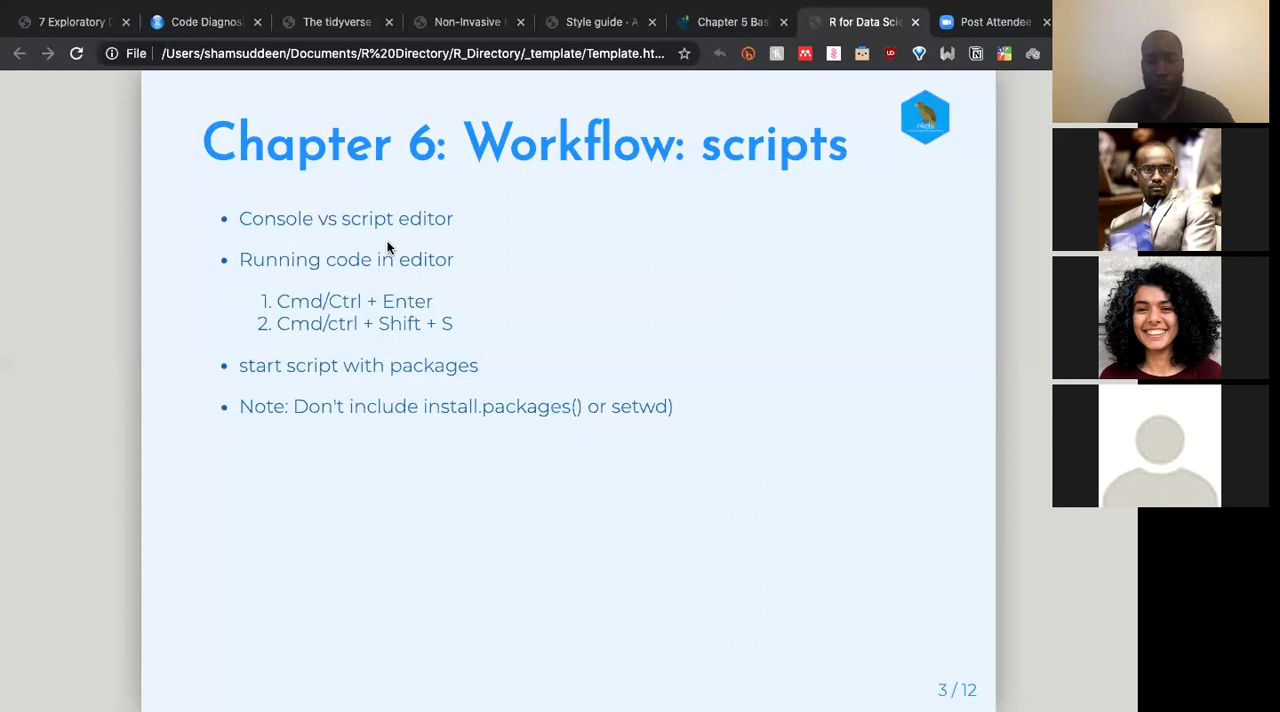 7 Exploratory D
Code Diagnos
The tidyverse
Non-Invasive
Style guide · A
Chapter 5 Bas
R for Data Scie
Post Attendee
File
/Users/shamsuddeen/Documents/R%20Directory/R_Directory/_template/Template.ht...
Chapter 6: Workflow: scripts
r4ds
• Console vs script editor
• Running code in editor
1. Cmd/Ctrl + Enter
2. Cmd/ctrl + Shift + S
• start script with packages
• Note: Don't include install.packages() or setwd)
3 / 12